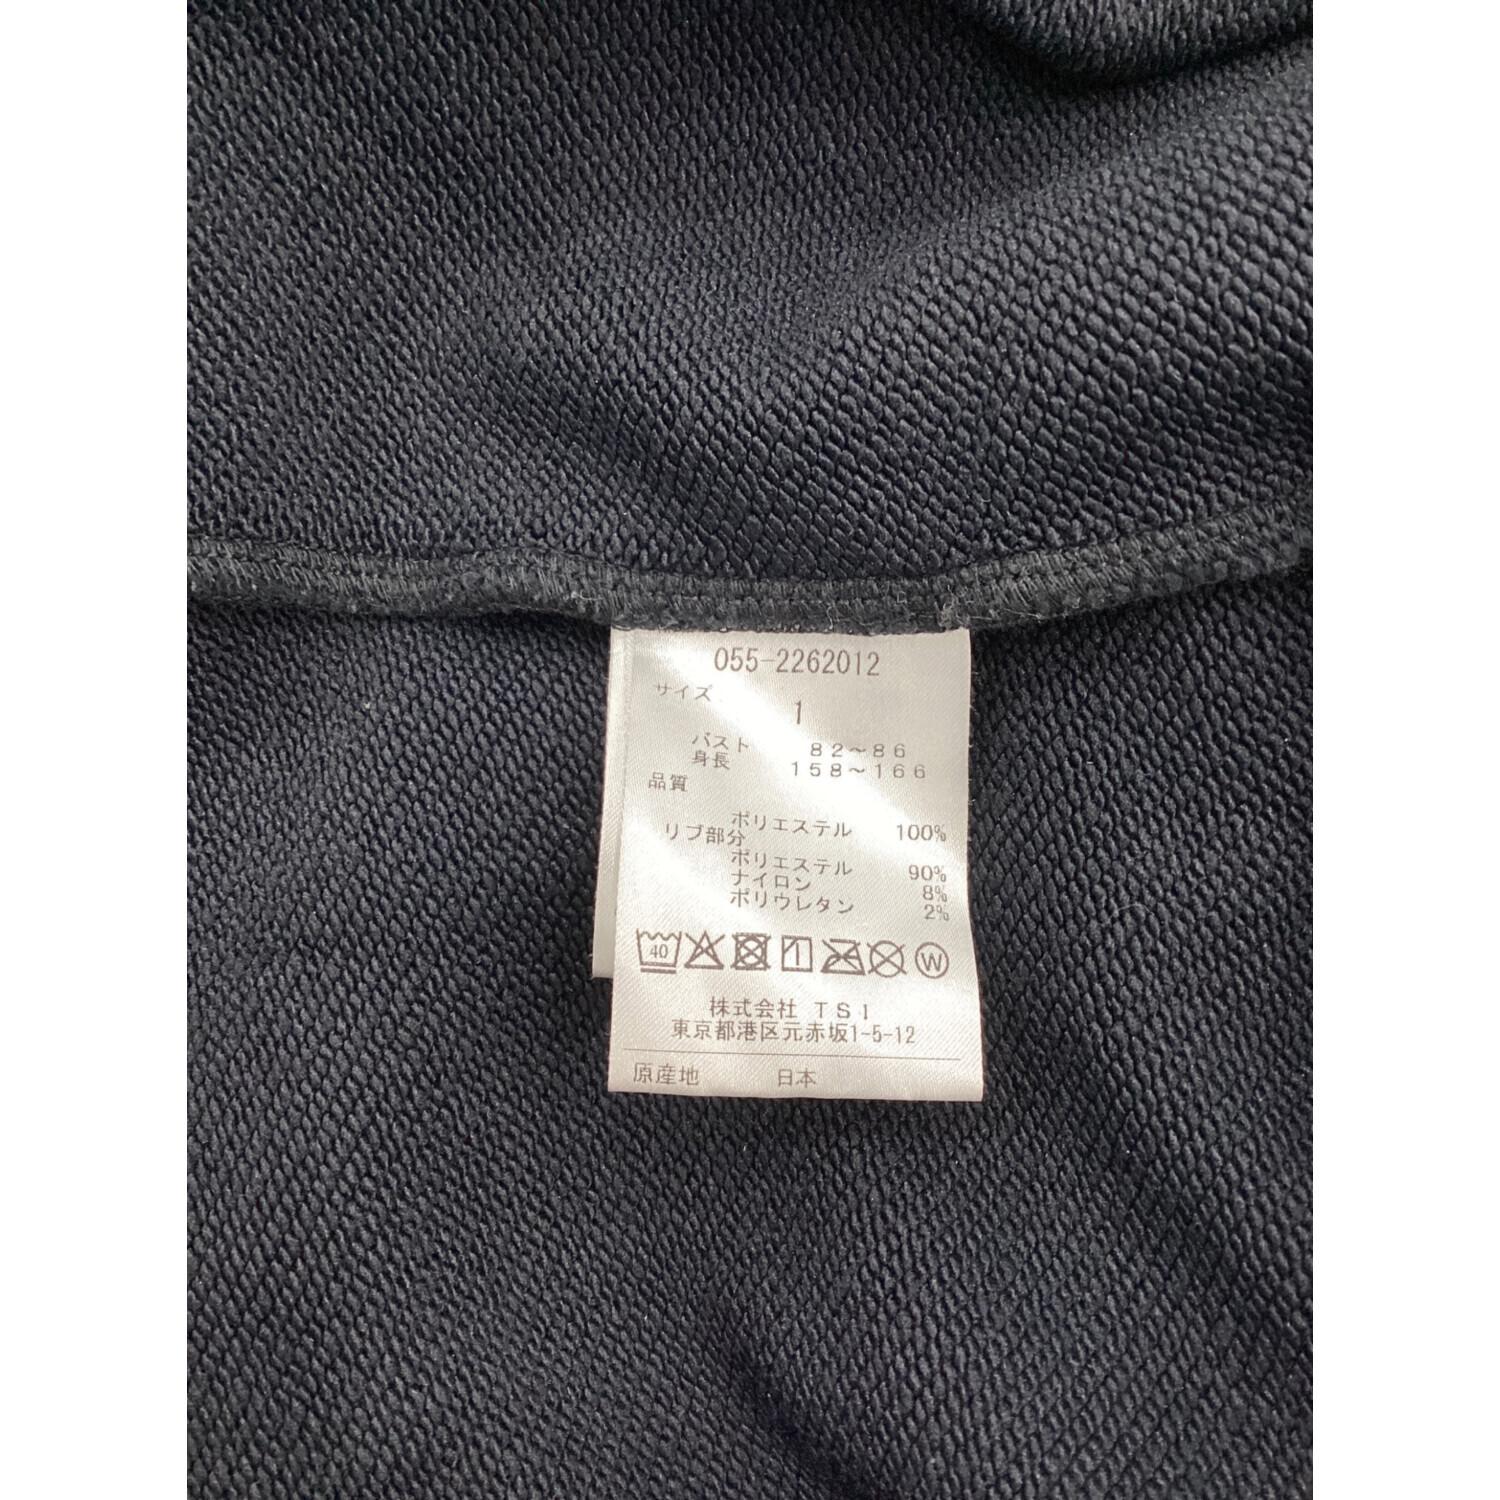 055-2262012
サイズ
1
バスト 82～86
身長 158～166
品質
ポリエステル 100%
リブ部分
ポリエステル 90%
ナイロン 8%
ポリウレタン 2%
40 W
株式会社 TSI
東京都港区元赤坂1-5-12
原産地 日本